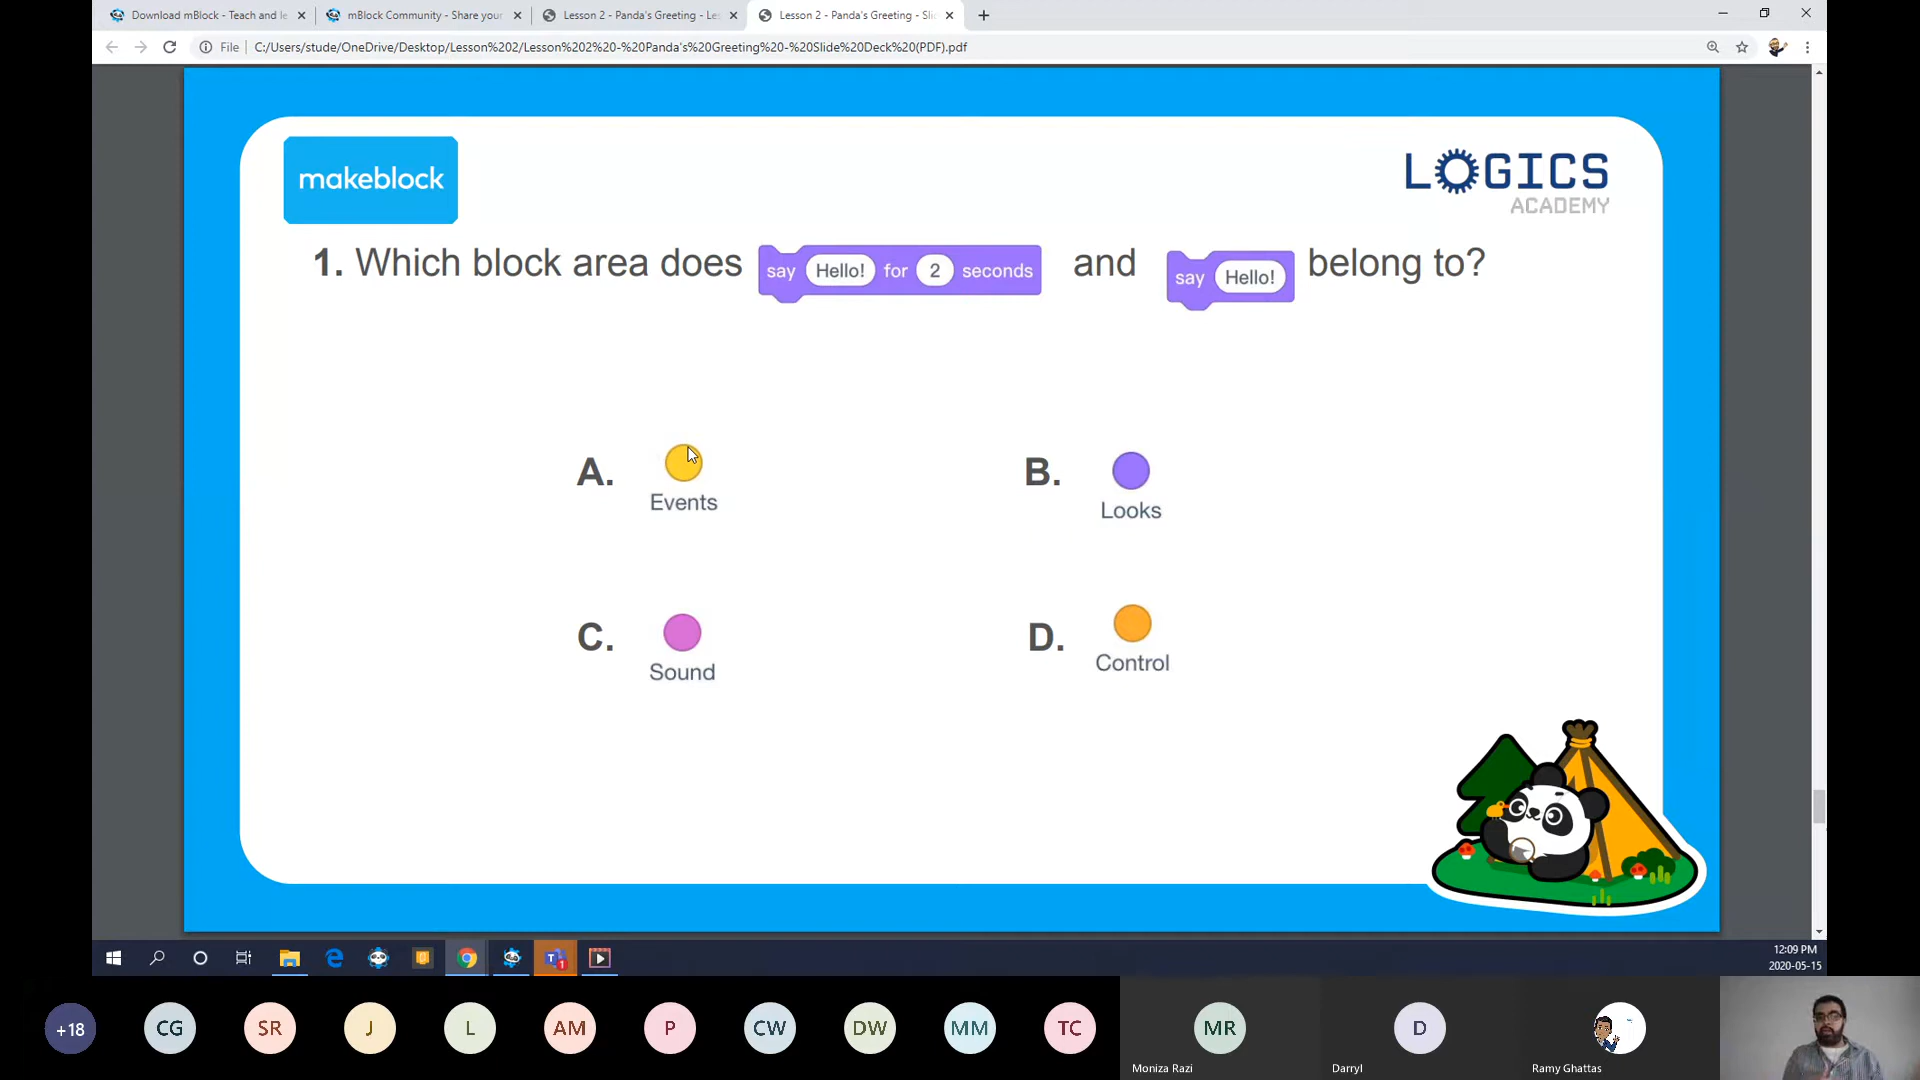 Download mBlock - Teach and le
mBlock Community - Share your
Lesson 2 - Panda's Greeting - Les
Lesson 2 - Panda's Greeting - Slid
File
C:/Users/stude/OneDrive/Desktop/Lesson%202/Lesson%202%20-%20Panda's%20Greeting%20-%20Slide%20Deck%20(PDF).pdf
makeblock
LOGICS
ACADEMY
1. Which block area does say Hello! for 2 seconds and say Hello! belong to?
A. Events
B. Looks
C. Sound
D. Control
12:09 PM
2020-05-15
+18 CG SR J L AM P CW DW MM TC MR D
Moniza Razi
Darryl
Ramy Ghattas